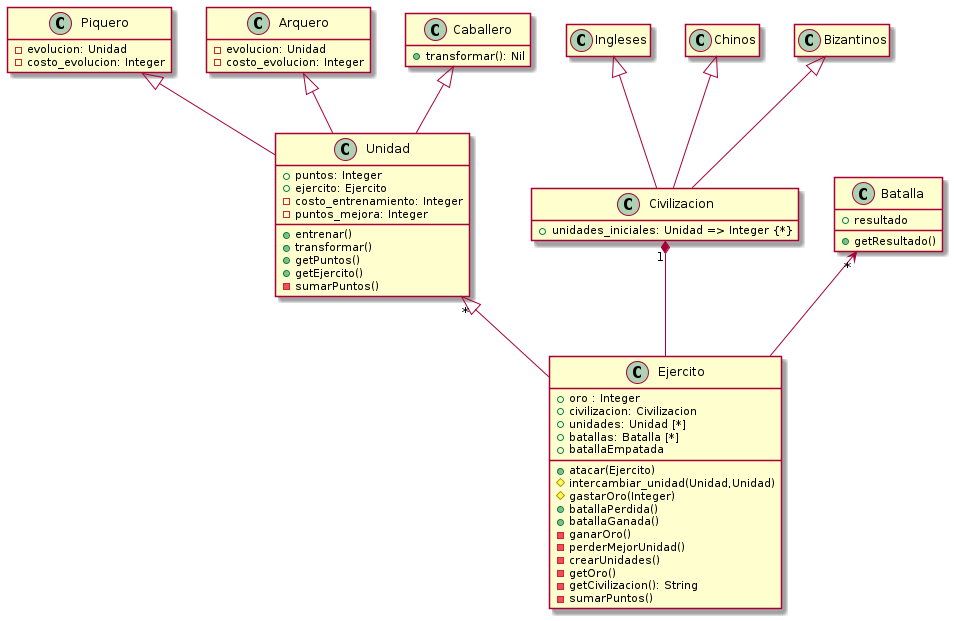 C Piquero
evolucion: Unidad
costo_evolucion: Integer
C Arquero
evolucion: Unidad
costo_evolucion: Integer
C Caballero
transformar(): Nil
C Ingleses
C Chinos
C Bizantinos
C Unidad
puntos: Integer
ejercito: Ejercito
costo_entrenamiento: Integer
puntos_mejora: Integer
entrenar()
transformar()
getPuntos()
getEjercito()
sumarPuntos()
C Civilizacion
unidades_iniciales: Unidad => Integer {*}
C Batalla
resultado
getResultado()
1
*
*
C Ejercito
oro : Integer
civilizacion: Civilizacion
unidades: Unidad [*]
batallas: Batalla [*]
batallaEmpatada
atacar(Ejercito)
intercambiar_unidad(Unidad,Unidad)
gastarOro(Integer)
batallaPerdida()
batallaGanada()
ganarOro()
perderMejorUnidad()
crearUnidades()
getOro()
getCivilizacion(): String
sumarPuntos()